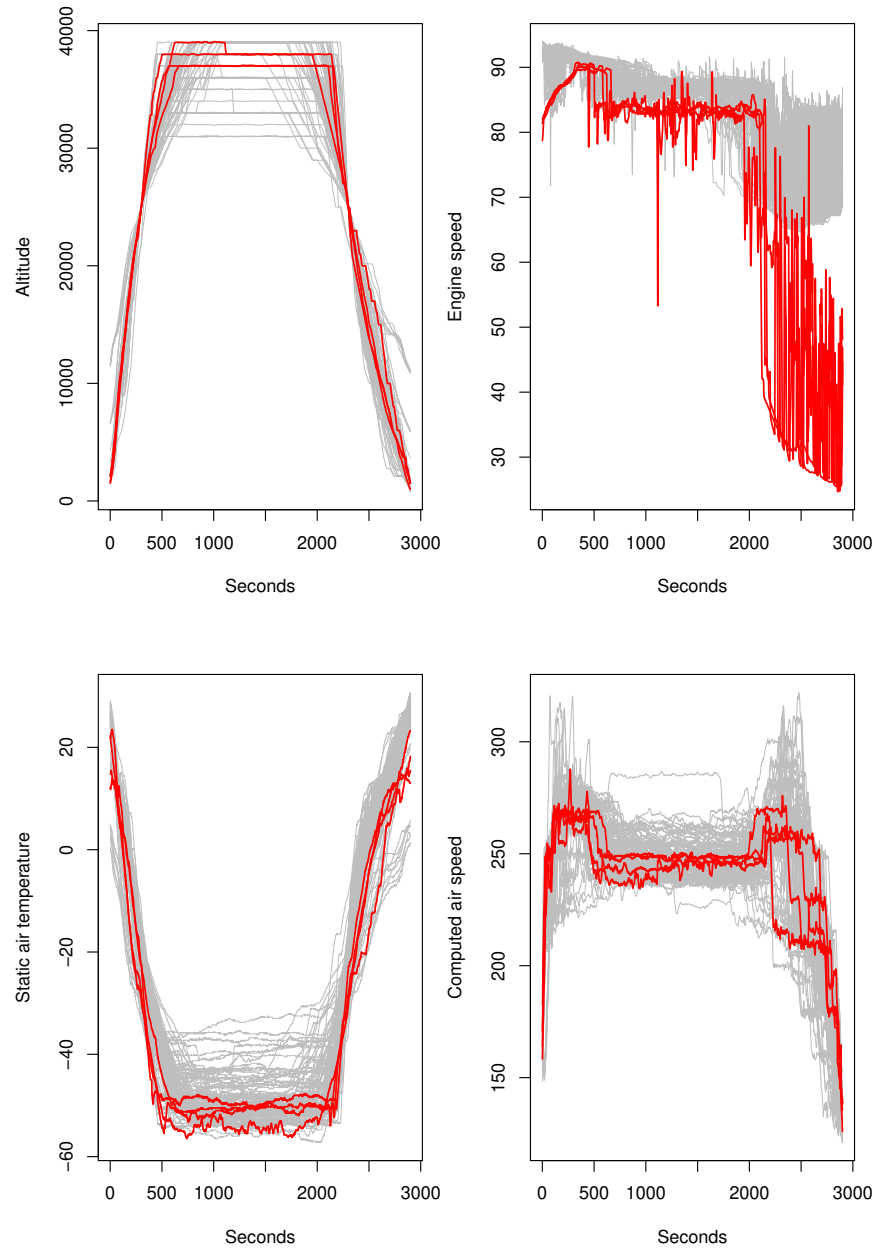 Altitude
40000
30000
20000
10000
0
0 500 1000 2000 3000
Seconds
Engine speed
90
80
70
60
50
40
30
0 500 1000 2000 3000
Seconds
Static air temperature
20
0
−20
−40
−60
0 500 1000 2000 3000
Seconds
Computed air speed
300
250
200
150
0 500 1000 2000 3000
Seconds